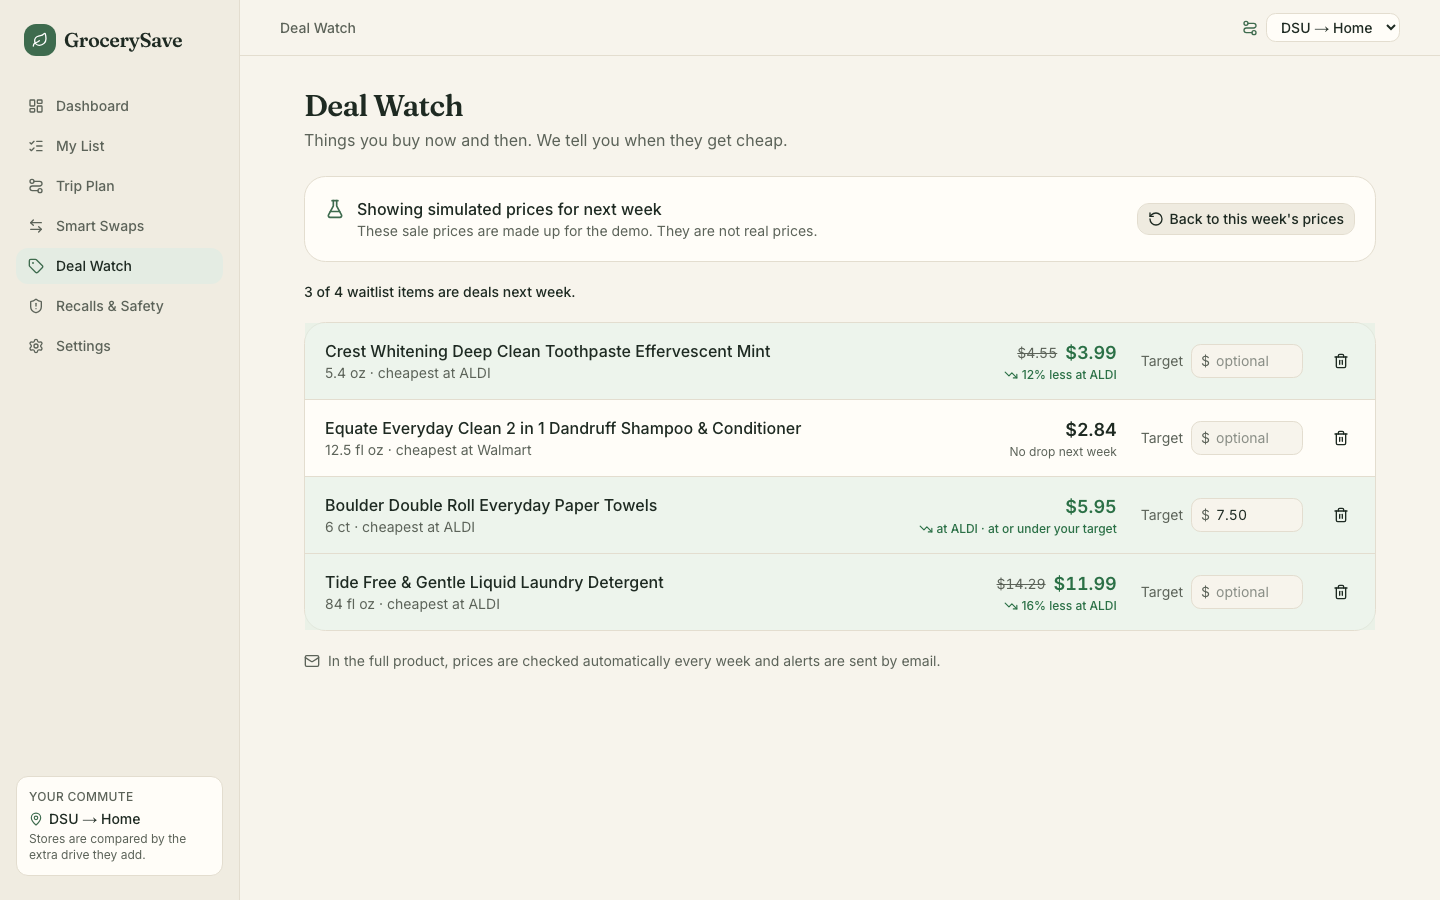 GrocerySave
Dashboard
My List
Trip Plan
Smart Swaps
Deal Watch
Recalls & Safety
Settings
YOUR COMMUTE
DSU → Home
Stores are compared by the
extra drive they add.
Deal Watch
DSU → Home
Deal Watch
Things you buy now and then. We tell you when they get cheap.
Showing simulated prices for next week
These sale prices are made up for the demo. They are not real prices.
Back to this week's prices
3 of 4 waitlist items are deals next week.
Crest Whitening Deep Clean Toothpaste Effervescent Mint
5.4 oz · cheapest at ALDI
$4.55 $3.99
12% less at ALDI
Target $ optional
Equate Everyday Clean 2 in 1 Dandruff Shampoo & Conditioner
12.5 fl oz · cheapest at Walmart
$2.84
No drop next week
Target $ optional
Boulder Double Roll Everyday Paper Towels
6 ct · cheapest at ALDI
$5.95
at ALDI · at or under your target
Target $ 7.50
Tide Free & Gentle Liquid Laundry Detergent
84 fl oz · cheapest at ALDI
$14.29 $11.99
16% less at ALDI
Target $ optional
In the full product, prices are checked automatically every week and alerts are sent by email.